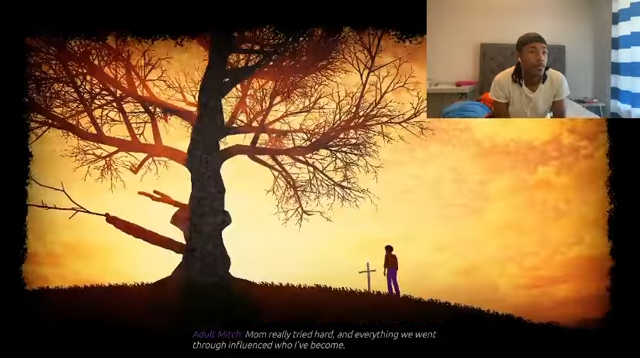 Adult Mitch: Mom really tried hard, and everything we went
through influenced who I've become.